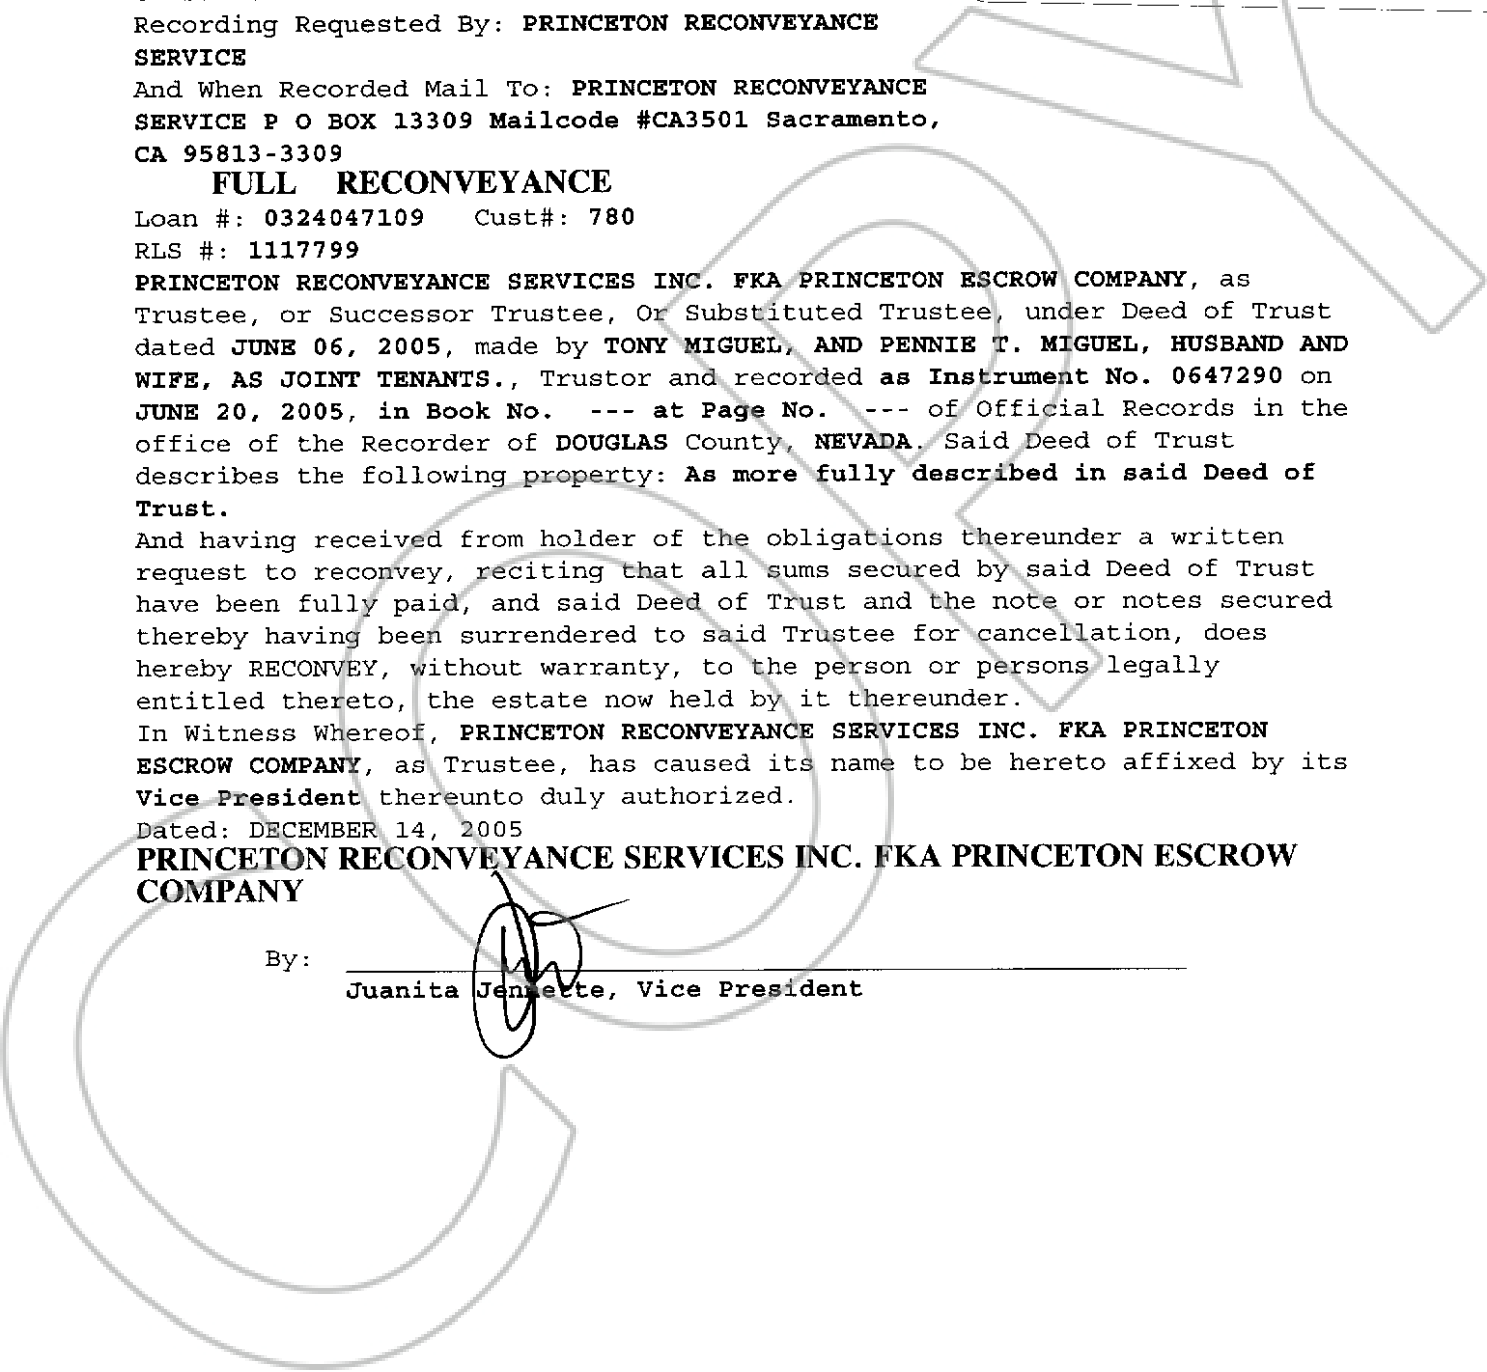 Recording Requested By: PRINCETON RECONVEYANCE
SERVICE
And When Recorded Mail To: PRINCETON RECONVEYANCE
SERVICE P O BOX 13309 Mailcode #CA3501 Sacramento,
CA 95813-3309
FULL RECONVEYANCE
Loan #: 0324047109 Cust#: 780
RLS #: 1117799
PRINCETON RECONVEYANCE SERVICES INC. FKA PRINCETON ESCROW COMPANY, as
Trustee, or Successor Trustee, Or Substituted Trustee, under Deed of Trust
dated JUNE 06, 2005, made by TONY MIGUEL, AND PENNIE T. MIGUEL, HUSBAND AND
WIFE, AS JOINT TENANTS., Trustor and recorded as Instrument No. 0647290 on
JUNE 20, 2005, in Book No. --- at Page No. --- of Official Records in the
office of the Recorder of DOUGLAS County, NEVADA. Said Deed of Trust
describes the following property: As more fully described in said Deed of
Trust.
And having received from holder of the obligations thereunder a written
request to reconvey, reciting that all sums secured by said Deed of Trust
have been fully paid, and said Deed of Trust and the note or notes secured
thereby having been surrendered to said Trustee for cancellation, does
hereby RECONVEY, without warranty, to the person or persons legally
entitled thereto, the estate now held by it thereunder.
In Witness Whereof, PRINCETON RECONVEYANCE SERVICES INC. FKA PRINCETON
ESCROW COMPANY, as Trustee, has caused its name to be hereto affixed by its
Vice President thereunto duly authorized.
Dated: DECEMBER 14, 2005
PRINCETON RECONVEYANCE SERVICES INC. FKA PRINCETON ESCROW
COMPANY
By:
Juanita Jennette, Vice President
COPY